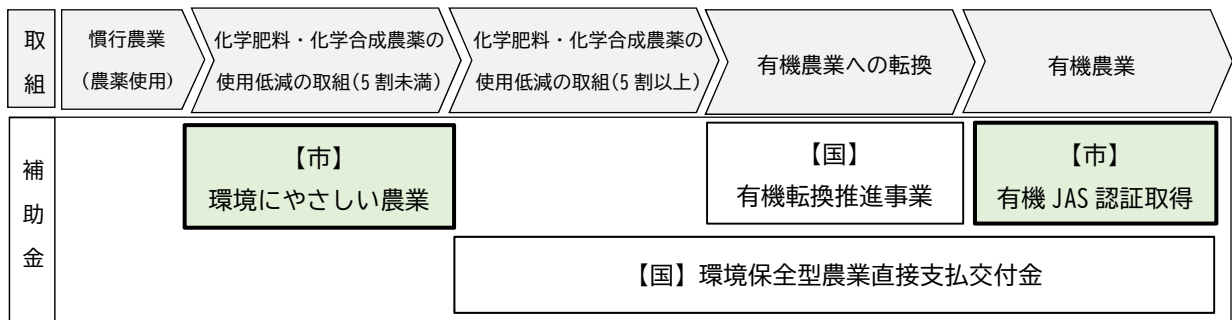 取組
慣行農業
(農薬使用)
化学肥料・化学合成農薬の
使用低減の取組(5割未満)
化学肥料・化学合成農薬の
使用低減の取組(5割以上)
有機農業への転換
有機農業
補助金
【市】
環境にやさしい農業
【国】
有機転換推進事業
【市】
有機 JAS 認証取得
【国】環境保全型農業直接支払交付金